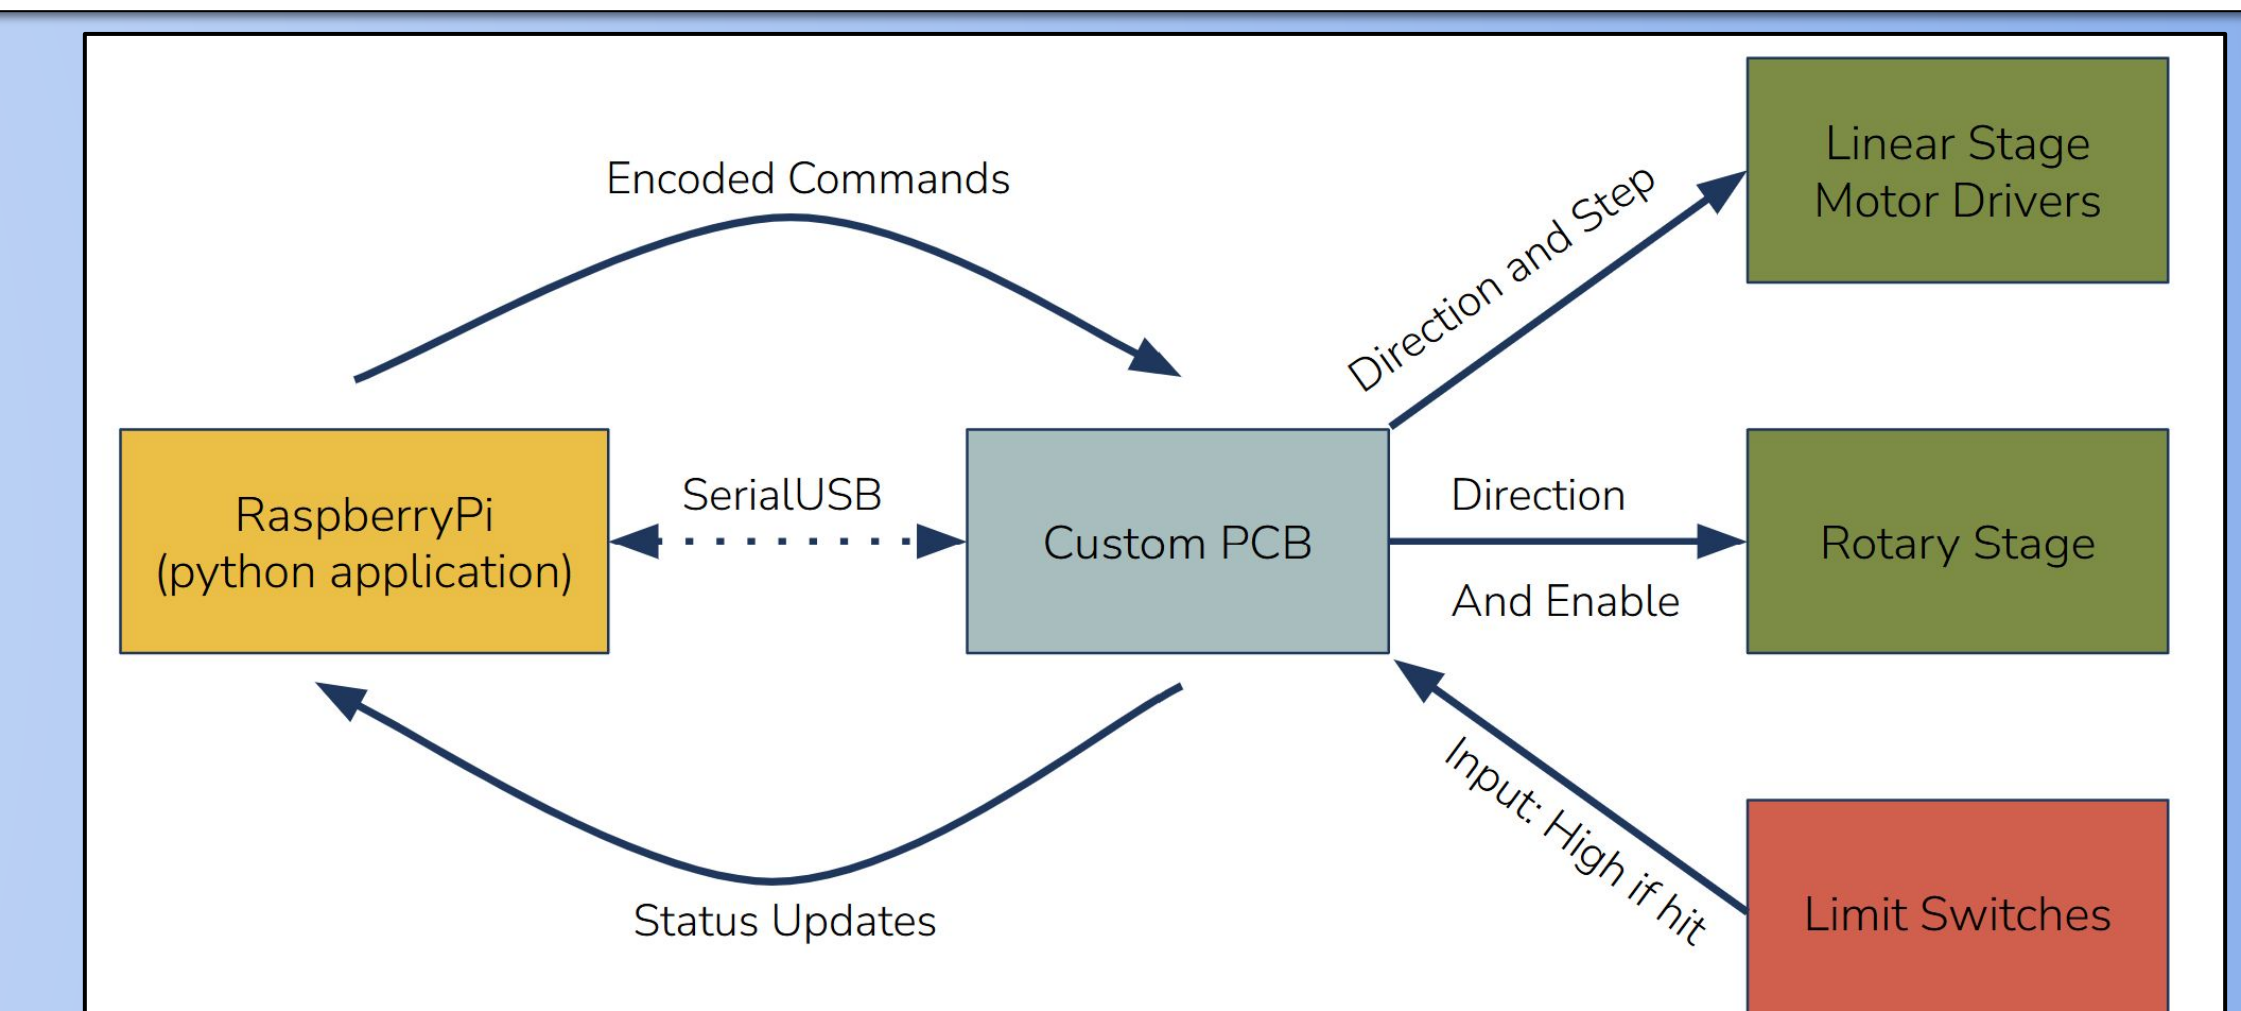 Encoded Commands
Direction and Step
Linear Stage
Motor Drivers
RaspberryPi
(python application)
SerialUSB
Custom PCB
Direction
And Enable
Rotary Stage
Input: High if hit
Limit Switches
Status Updates